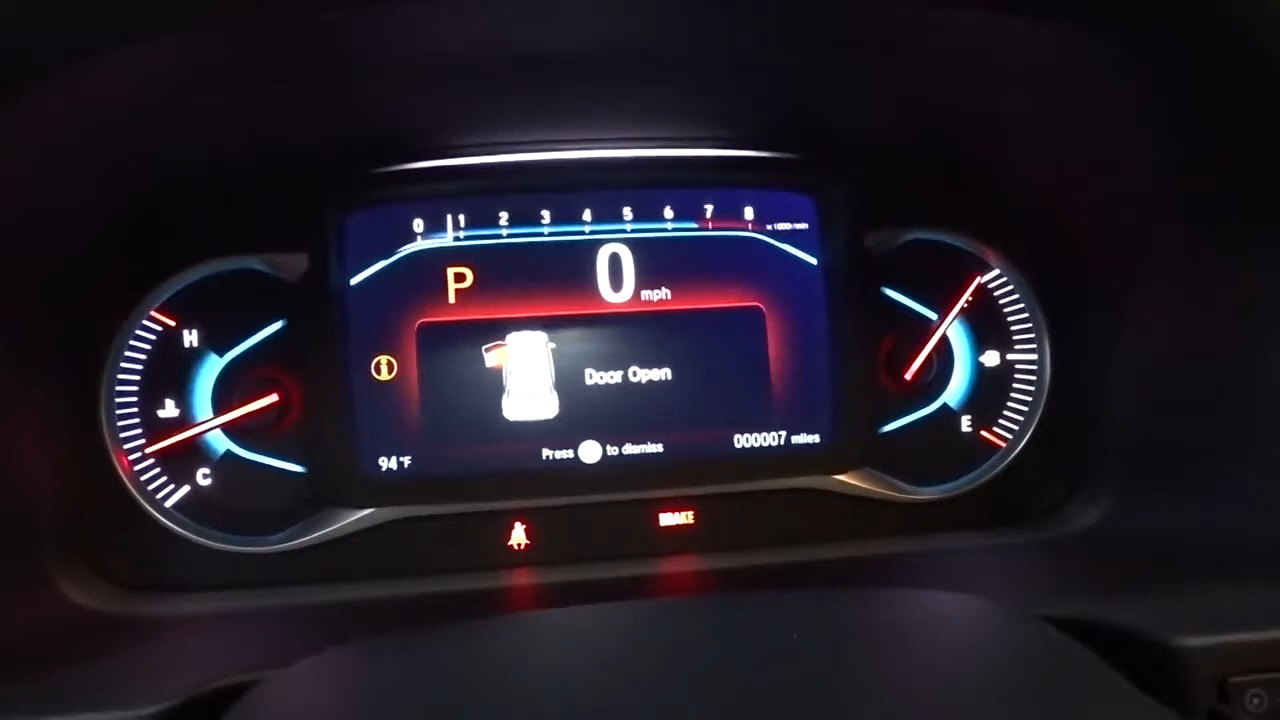 0 1 2 3 4 5 6 7 8 x1000r/min
P 0 mph
H
C
Door Open
E
94°F
Press to dismiss
000007 miles
BRAKE